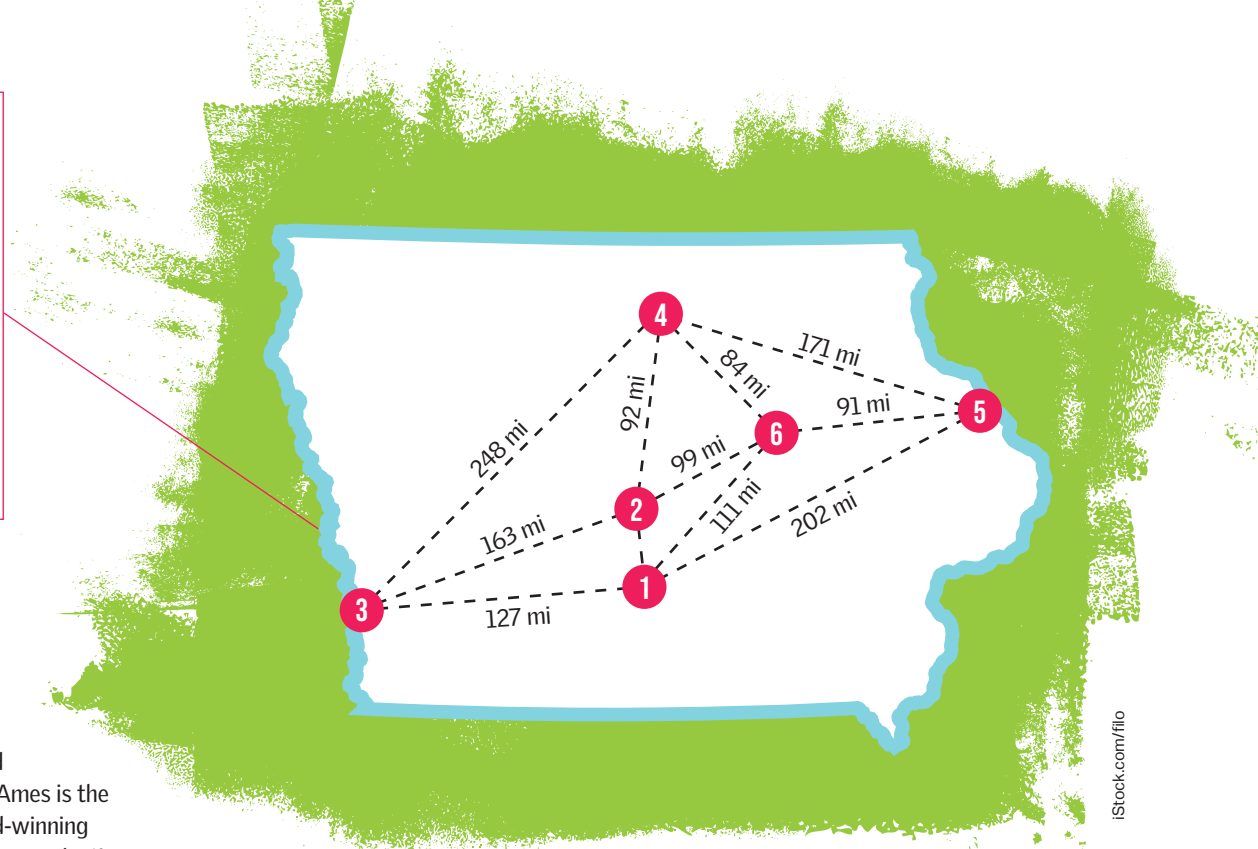 4
171 mi
84 mi
92 mi
91 mi
5
6
248 mi
99 mi
2
111 mi
202 mi
163 mi
1
3
127 mi
Ames is the
d-winning
iStock.com/filo